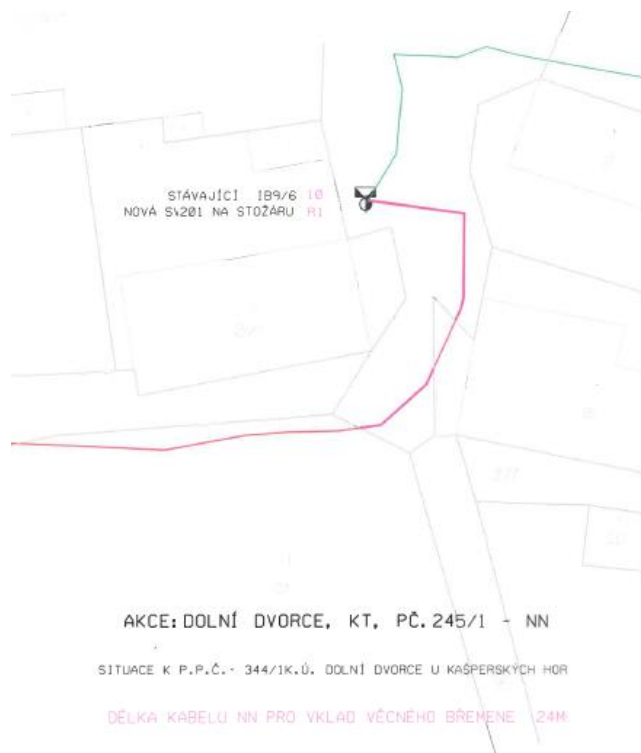 STÁVAJÍCÍ IB9/6 10
NOVÁ SV201 NA STOŽÁRU R1
AKCE: DOLNÍ DVORCE, KT, PČ. 245/1 - NN
SITUACE K P.P.Č.- 344/1K.Ú. DOLNÍ DVORCE U KAŠPERSKÝCH HOR
DÉLKA KABELU NN PRO VKLAD VĚCNÉHO BŘEMENE 24M